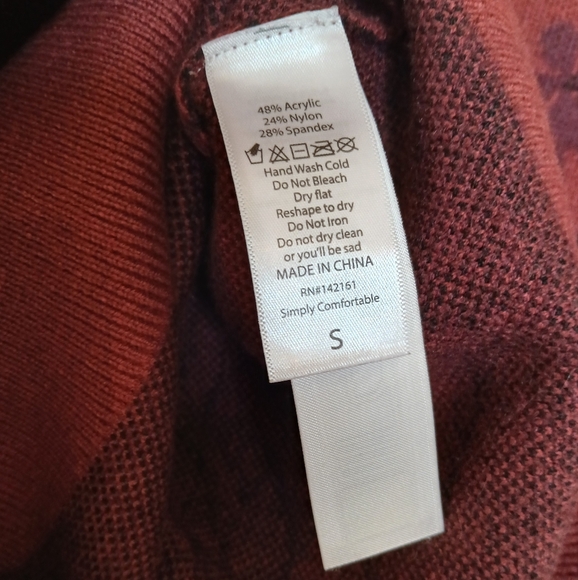 48% Acrylic
24% Nylon
28% Spandex
Hand Wash Cold
Do Not Bleach
Dry flat
Reshape to dry
Do Not Iron
Do not dry clean
or you'll be sad
MADE IN CHINA
RN#142161
Simply Comfortable
S